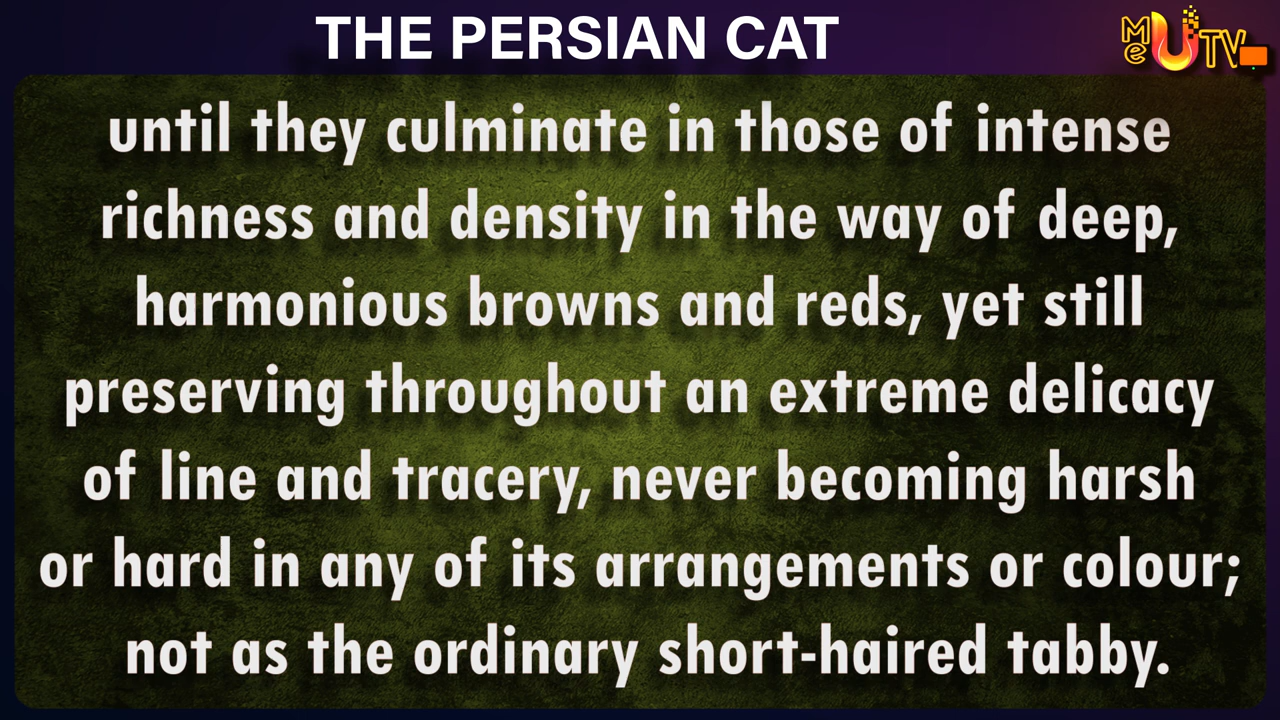 THE PERSIAN CAT
Me U TV
until they culminate in those of intense
richness and density in the way of deep,
harmonious browns and reds, yet still
preserving throughout an extreme delicacy
of line and tracery, never becoming harsh
or hard in any of its arrangements or colour;
not as the ordinary short-haired tabby.